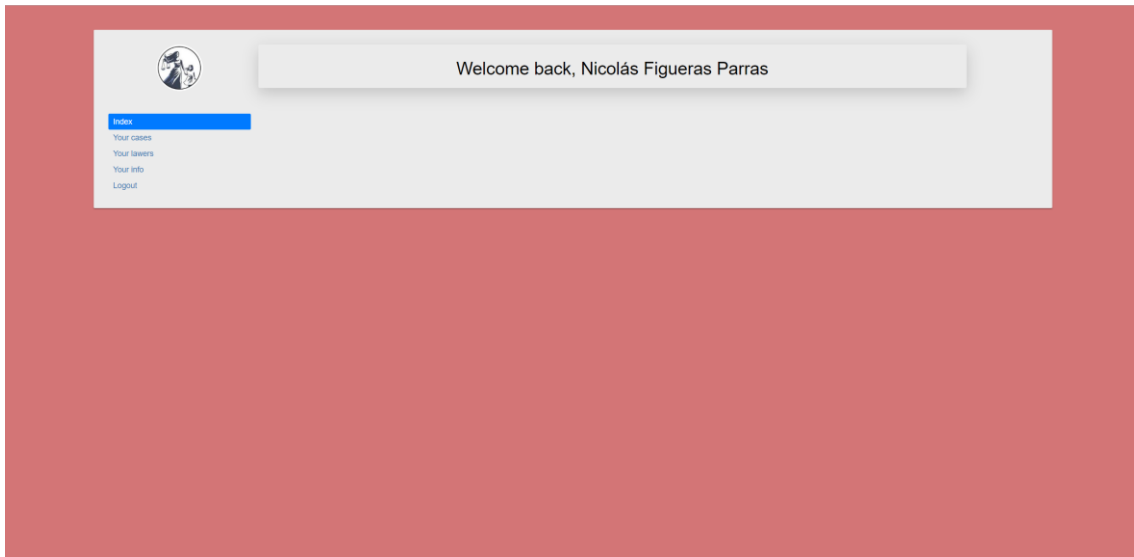 Welcome back, Nicolás Figueras Parras
Index
Your cases
Your lawers
Your info
Logout